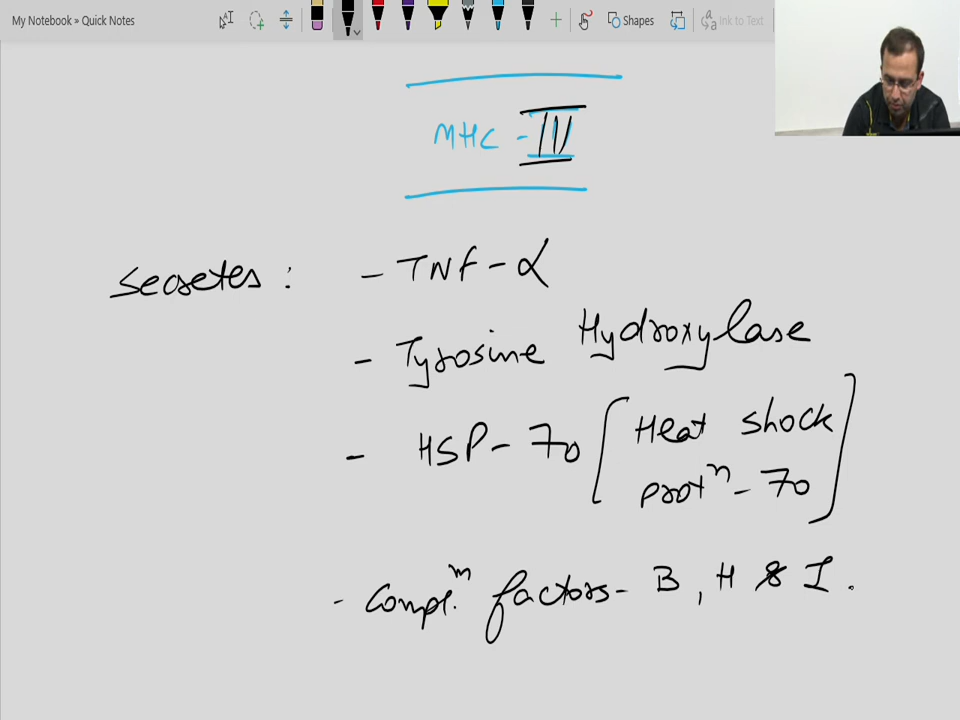 My Notebook » Quick Notes
Shapes
Ink to Text
MHC - IV
Secretes : - TNF - α
- Tyrosine Hydroxylase
- HSP - 70 [Heat shock
protⁿ - 70]
- Complᵐ. factors - B, H & I.